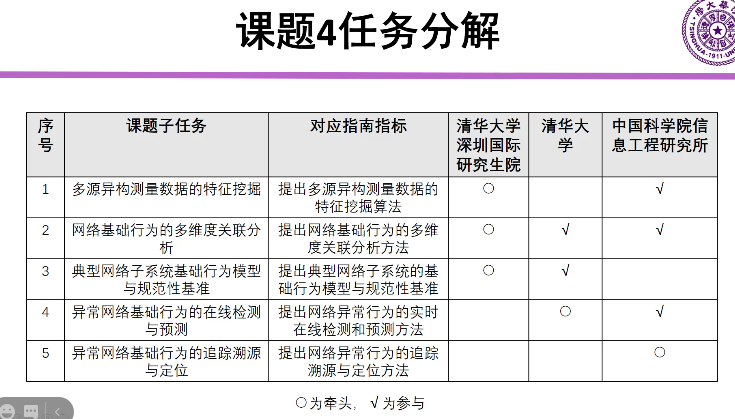 课题4任务分解
序号 课题子任务 对应指南指标 清华大学深圳国际研究生院 清华大学 中国科学院信息工程研究所
1 多源异构测量数据的特征挖掘 提出多源异构测量数据的特征挖掘算法 ○ √
2 网络基础行为的多维度关联分析 提出网络基础行为的多维度关联分析方法 ○ √ √
3 典型网络子系统基础行为模型与规范性基准 提出典型网络子系统的基础行为模型与规范性基准 ○ √
4 异常网络基础行为的在线检测与预测 提出网络异常行为的实时在线检测和预测方法 ○ √
5 异常网络基础行为的追踪溯源与定位 提出网络异常行为的追踪溯源与定位方法 ○
○为牵头，√为参与